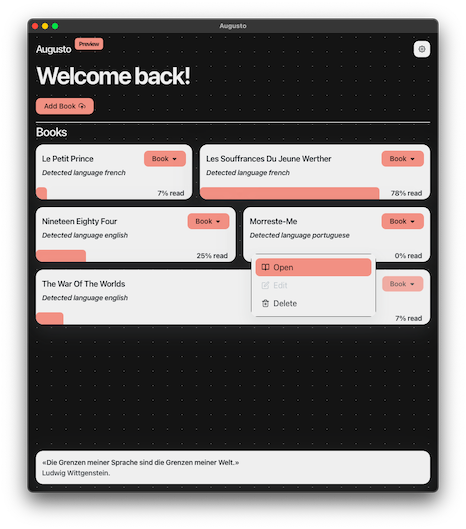 Augusto
Augusto Preview
Welcome back!
Add Book
Books
Le Petit Prince
Book
Detected language french
7% read
Les Souffrances Du Jeune Werther
Book
Detected language french
78% read
Nineteen Eighty Four
Book
Detected language english
25% read
Morreste-Me
Book
Detected language portuguese
0% read
The War Of The Worlds
Book
Detected language english
7% read
Open
Edit
Delete
«Die Grenzen meiner Sprache sind die Grenzen meiner Welt.»
Ludwig Wittgenstein.